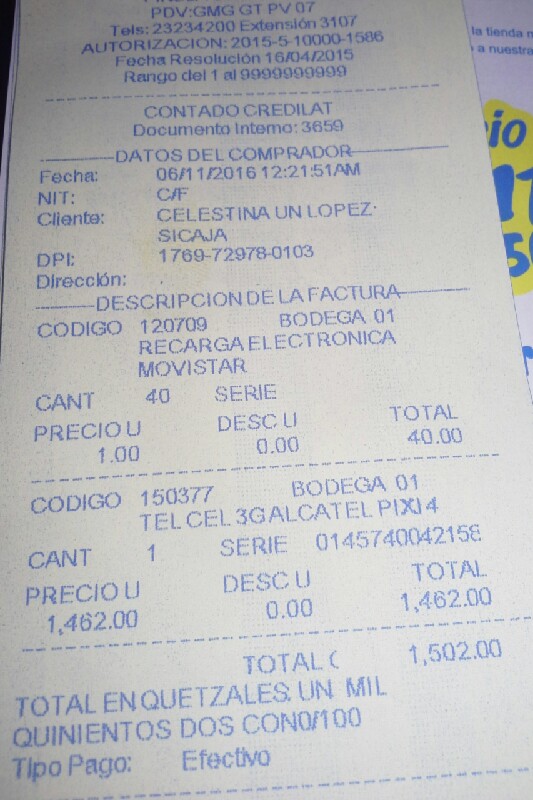 PDV:GMG GT PV 07
Tels: 23234200 Extensión 3107
AUTORIZACION: 2015-5-10000-1586
Fecha Resolución 16/04/2015
Rango del 1 al 9999999999
CONTADO CREDILAT
Documento Interno: 3659
DATOS DEL COMPRADOR
Fecha: 06/11/2016 12:21:51AM
NIT: C/F
Cliente: CELESTINA UN LOPEZ
SICAJA
DPI: 1769-72978-0103
Dirección:
DESCRIPCION DE LA FACTURA
CODIGO 120709 BODEGA 01
RECARGA ELECTRONICA
MOVISTAR
CANT 40 SERIE
PRECIO U DESC U TOTAL
1.00 0.00 40.00
CODIGO 150377 BODEGA 01
TEL CEL 3G ALCATEL PIXI 4
CANT 1 SERIE 0145740042158
PRECIO U DESC U TOTAL
1,462.00 0.00 1,462.00
TOTAL ( 1,502.00
TOTAL EN QUETZALES: UN MIL
QUINIENTOS DOS CON 0/100
Tipo Pago: Efectivo
la tienda
a nuestra